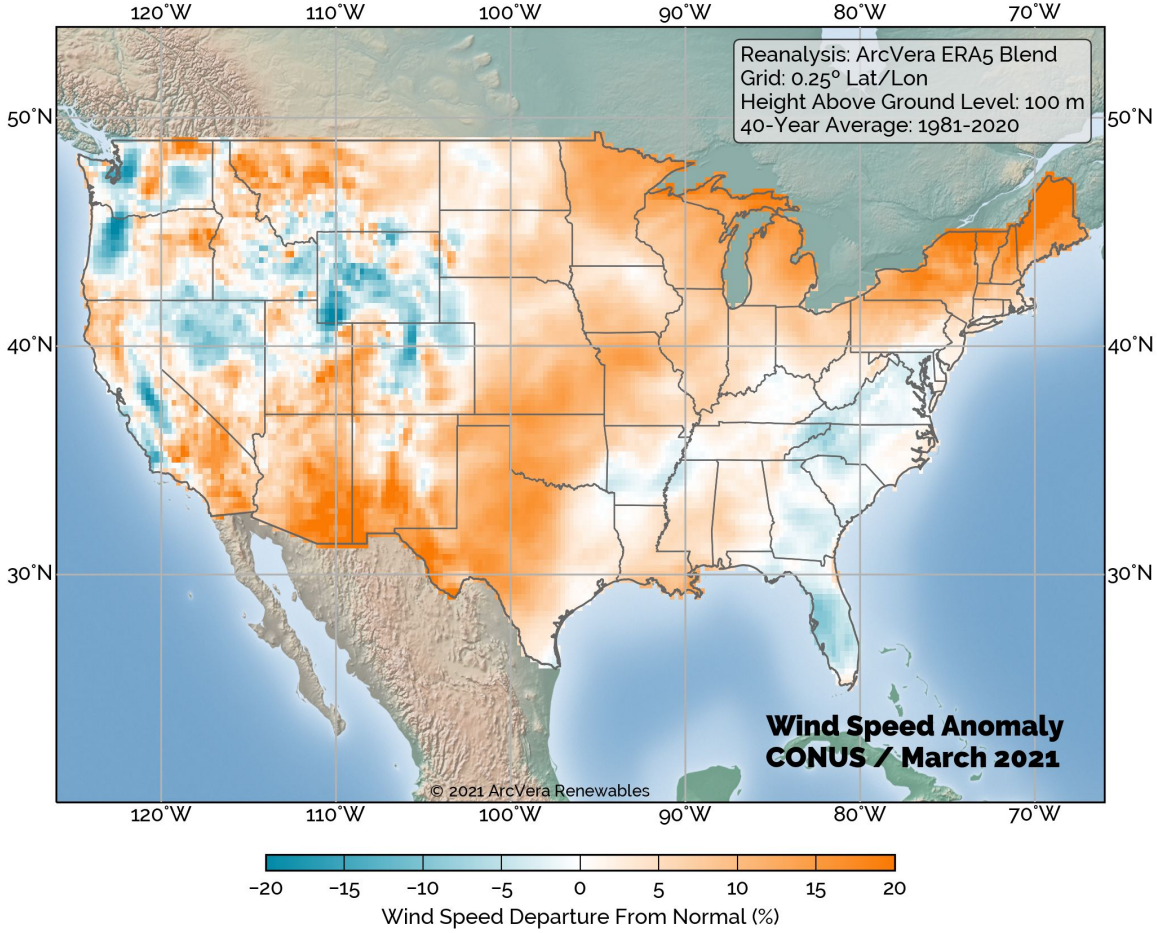 120°W 110°W 100°W 90°W 80°W 70°W
Reanalysis: ArcVera ERA5 Blend
Grid: 0.25º Lat/Lon
Height Above Ground Level: 100 m
40-Year Average: 1981-2020
50°N 50°N
40°N 40°N
30°N 30°N
Wind Speed Anomaly
CONUS / March 2021
© 2021 ArcVera Renewables
120°W 110°W 100°W 90°W 80°W 70°W
−20 −15 −10 −5 0 5 10 15 20
Wind Speed Departure From Normal (%)